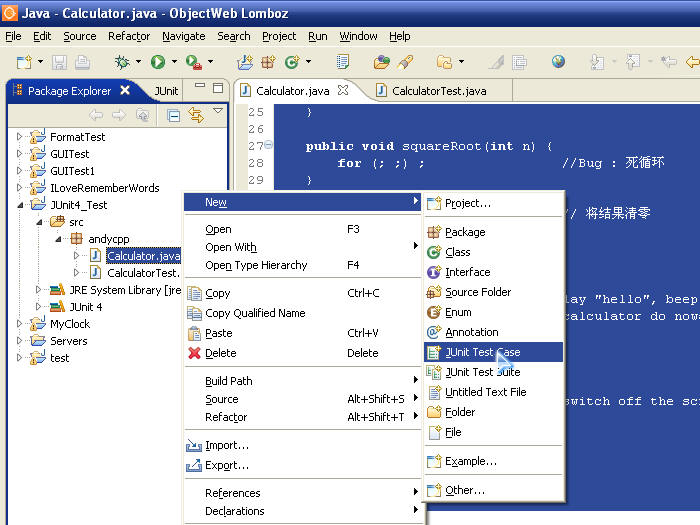 Java - Calculator.java - ObjectWeb Lomboz
File Edit Source Refactor Navigate Search Project Run Window Help
Package Explorer
JUnit
Calculator.java
CalculatorTest.java
FormatTest
GUITest
GUITest1
ILoveRememberWords
JUnit4_Test
src
andycpp
Calculator.java
CalculatorTest.
JRE System Library [jre
JUnit 4
MyClock
Servers
test
25 }
26
27 public void squareRoot(int n) {
28 for (; ;) ; //Bug : 死循环
29 }
// 将结果清零
lay "hello", beep
calculator do nowa
switch off the scr
New
Open F3
Open With
Open Type Hierarchy F4
Copy Ctrl+C
Copy Qualified Name
Paste Ctrl+V
Delete Delete
Build Path
Source Alt+Shift+S
Refactor Alt+Shift+T
Import...
Export...
References
Declarations
Project...
Package
Class
Interface
Source Folder
Enum
Annotation
JUnit Test Case
JUnit Test Suite
Untitled Text File
Folder
File
Example...
Other...